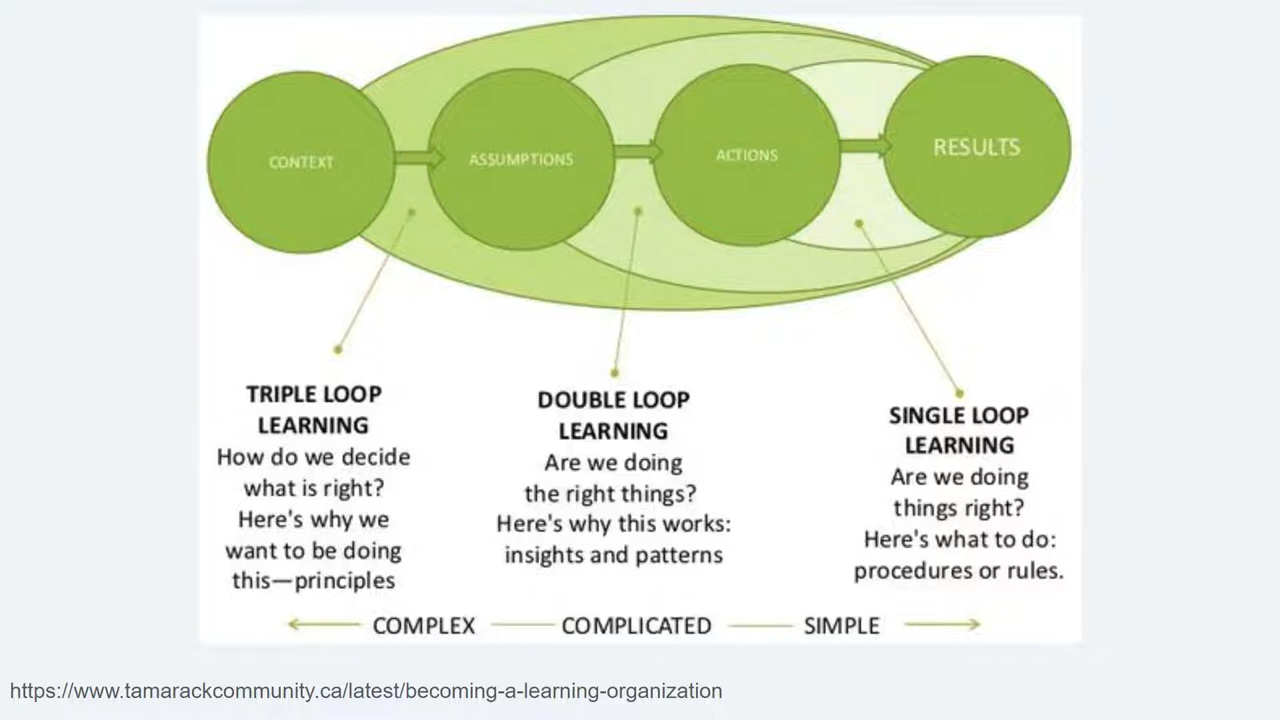 CONTEXT
ASSUMPTIONS
ACTIONS
RESULTS
TRIPLE LOOP
LEARNING
How do we decide
what is right?
Here's why we
want to be doing
this—principles
DOUBLE LOOP
LEARNING
Are we doing
the right things?
Here's why this works:
insights and patterns
SINGLE LOOP
LEARNING
Are we doing
things right?
Here's what to do:
procedures or rules.
COMPLEX
COMPLICATED
SIMPLE
https://www.tamarackcommunity.ca/latest/becoming-a-learning-organization